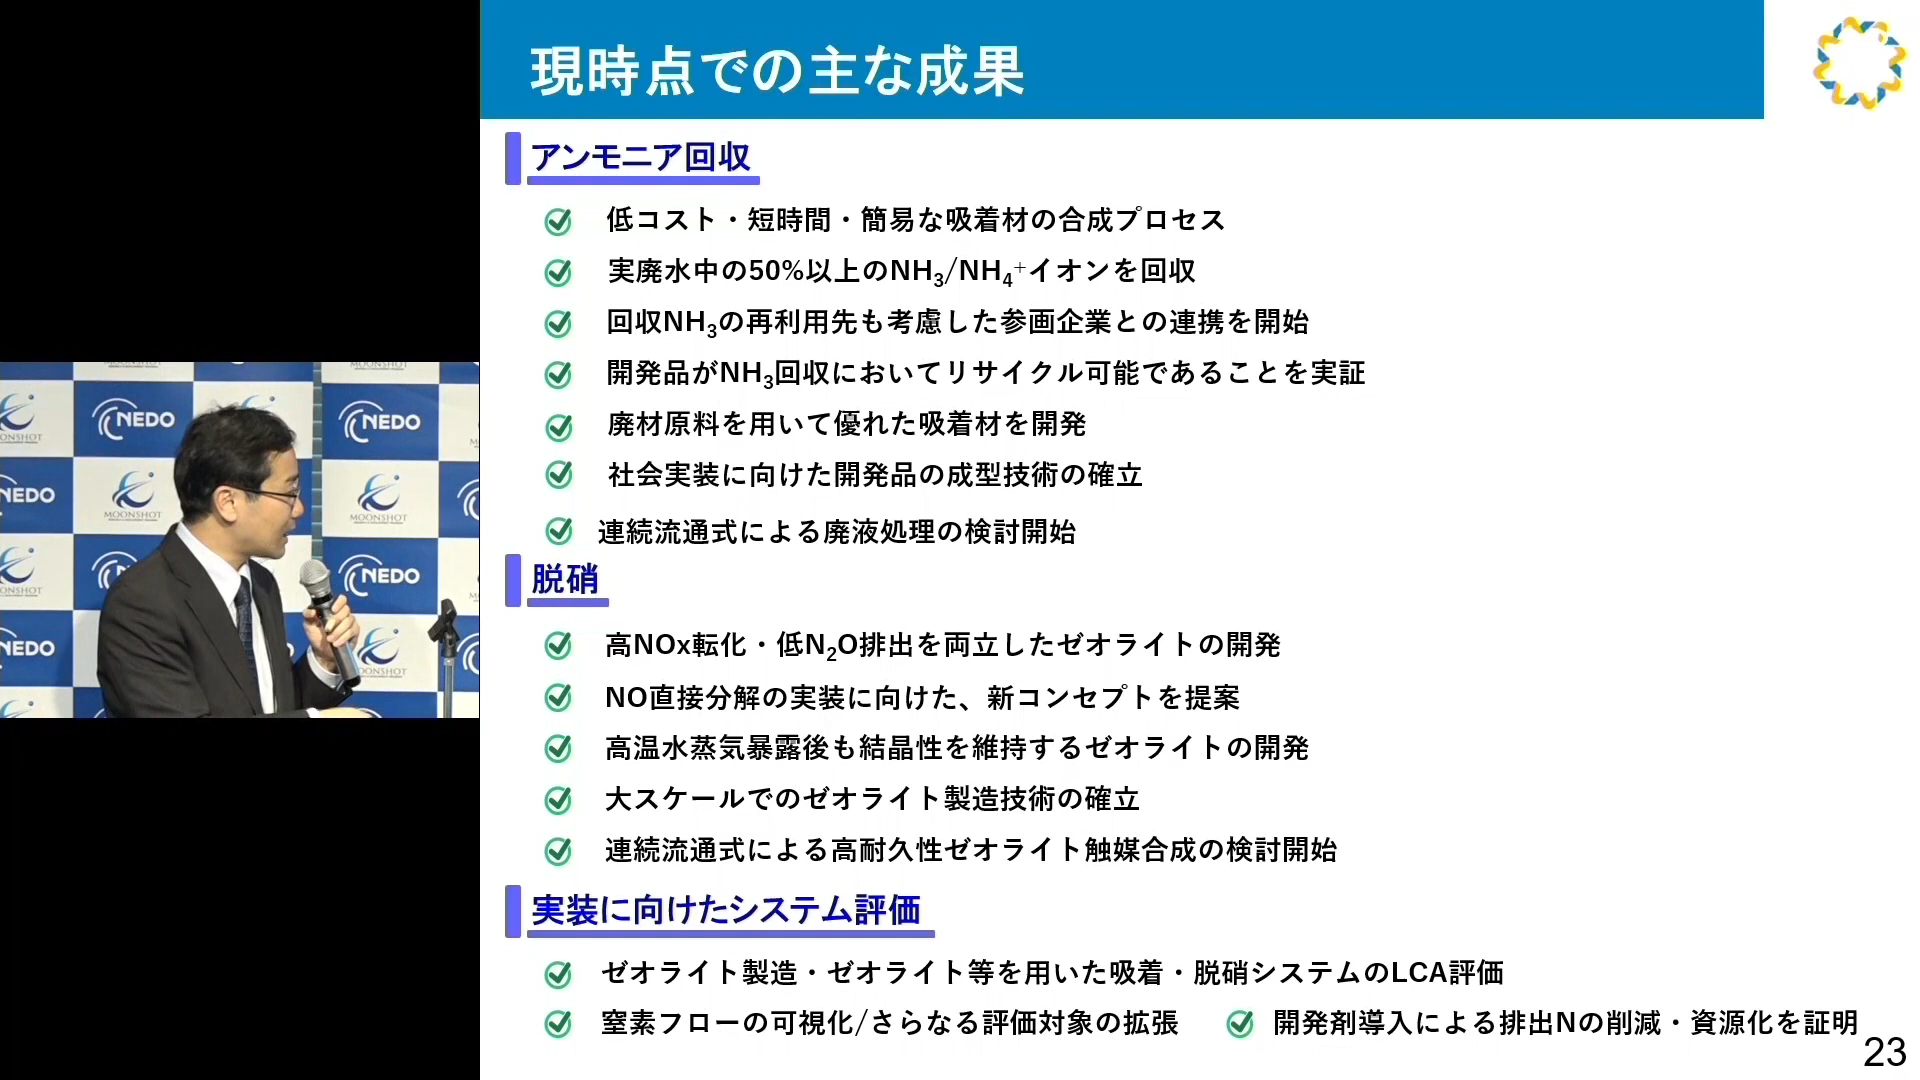 現時点での主な成果
アンモニア回収
低コスト・短時間・簡易な吸着材の合成プロセス
実廃水中の50%以上のNH₃/NH₄⁺イオンを回収
回収NH₃の再利用先も考慮した参画企業との連携を開始
開発品がNH₃回収においてリサイクル可能であることを実証
廃材原料を用いて優れた吸着材を開発
社会実装に向けた開発品の成型技術の確立
連続流通式による廃液処理の検討開始
脱硝
高NOx転化・低N₂O排出を両立したゼオライトの開発
NO直接分解の実装に向けた、新コンセプトを提案
高温水蒸気暴露後も結晶性を維持するゼオライトの開発
大スケールでのゼオライト製造技術の確立
連続流通式による高耐久性ゼオライト触媒合成の検討開始
実装に向けたシステム評価
ゼオライト製造・ゼオライト等を用いた吸着・脱硝システムのLCA評価
窒素フローの可視化/さらなる評価対象の拡張
開発剤導入による排出Nの削減・資源化を証明
23
NEDO
NEDO
NEDO
MOONSHOT
MOONSHOT
NEDO
NEDO